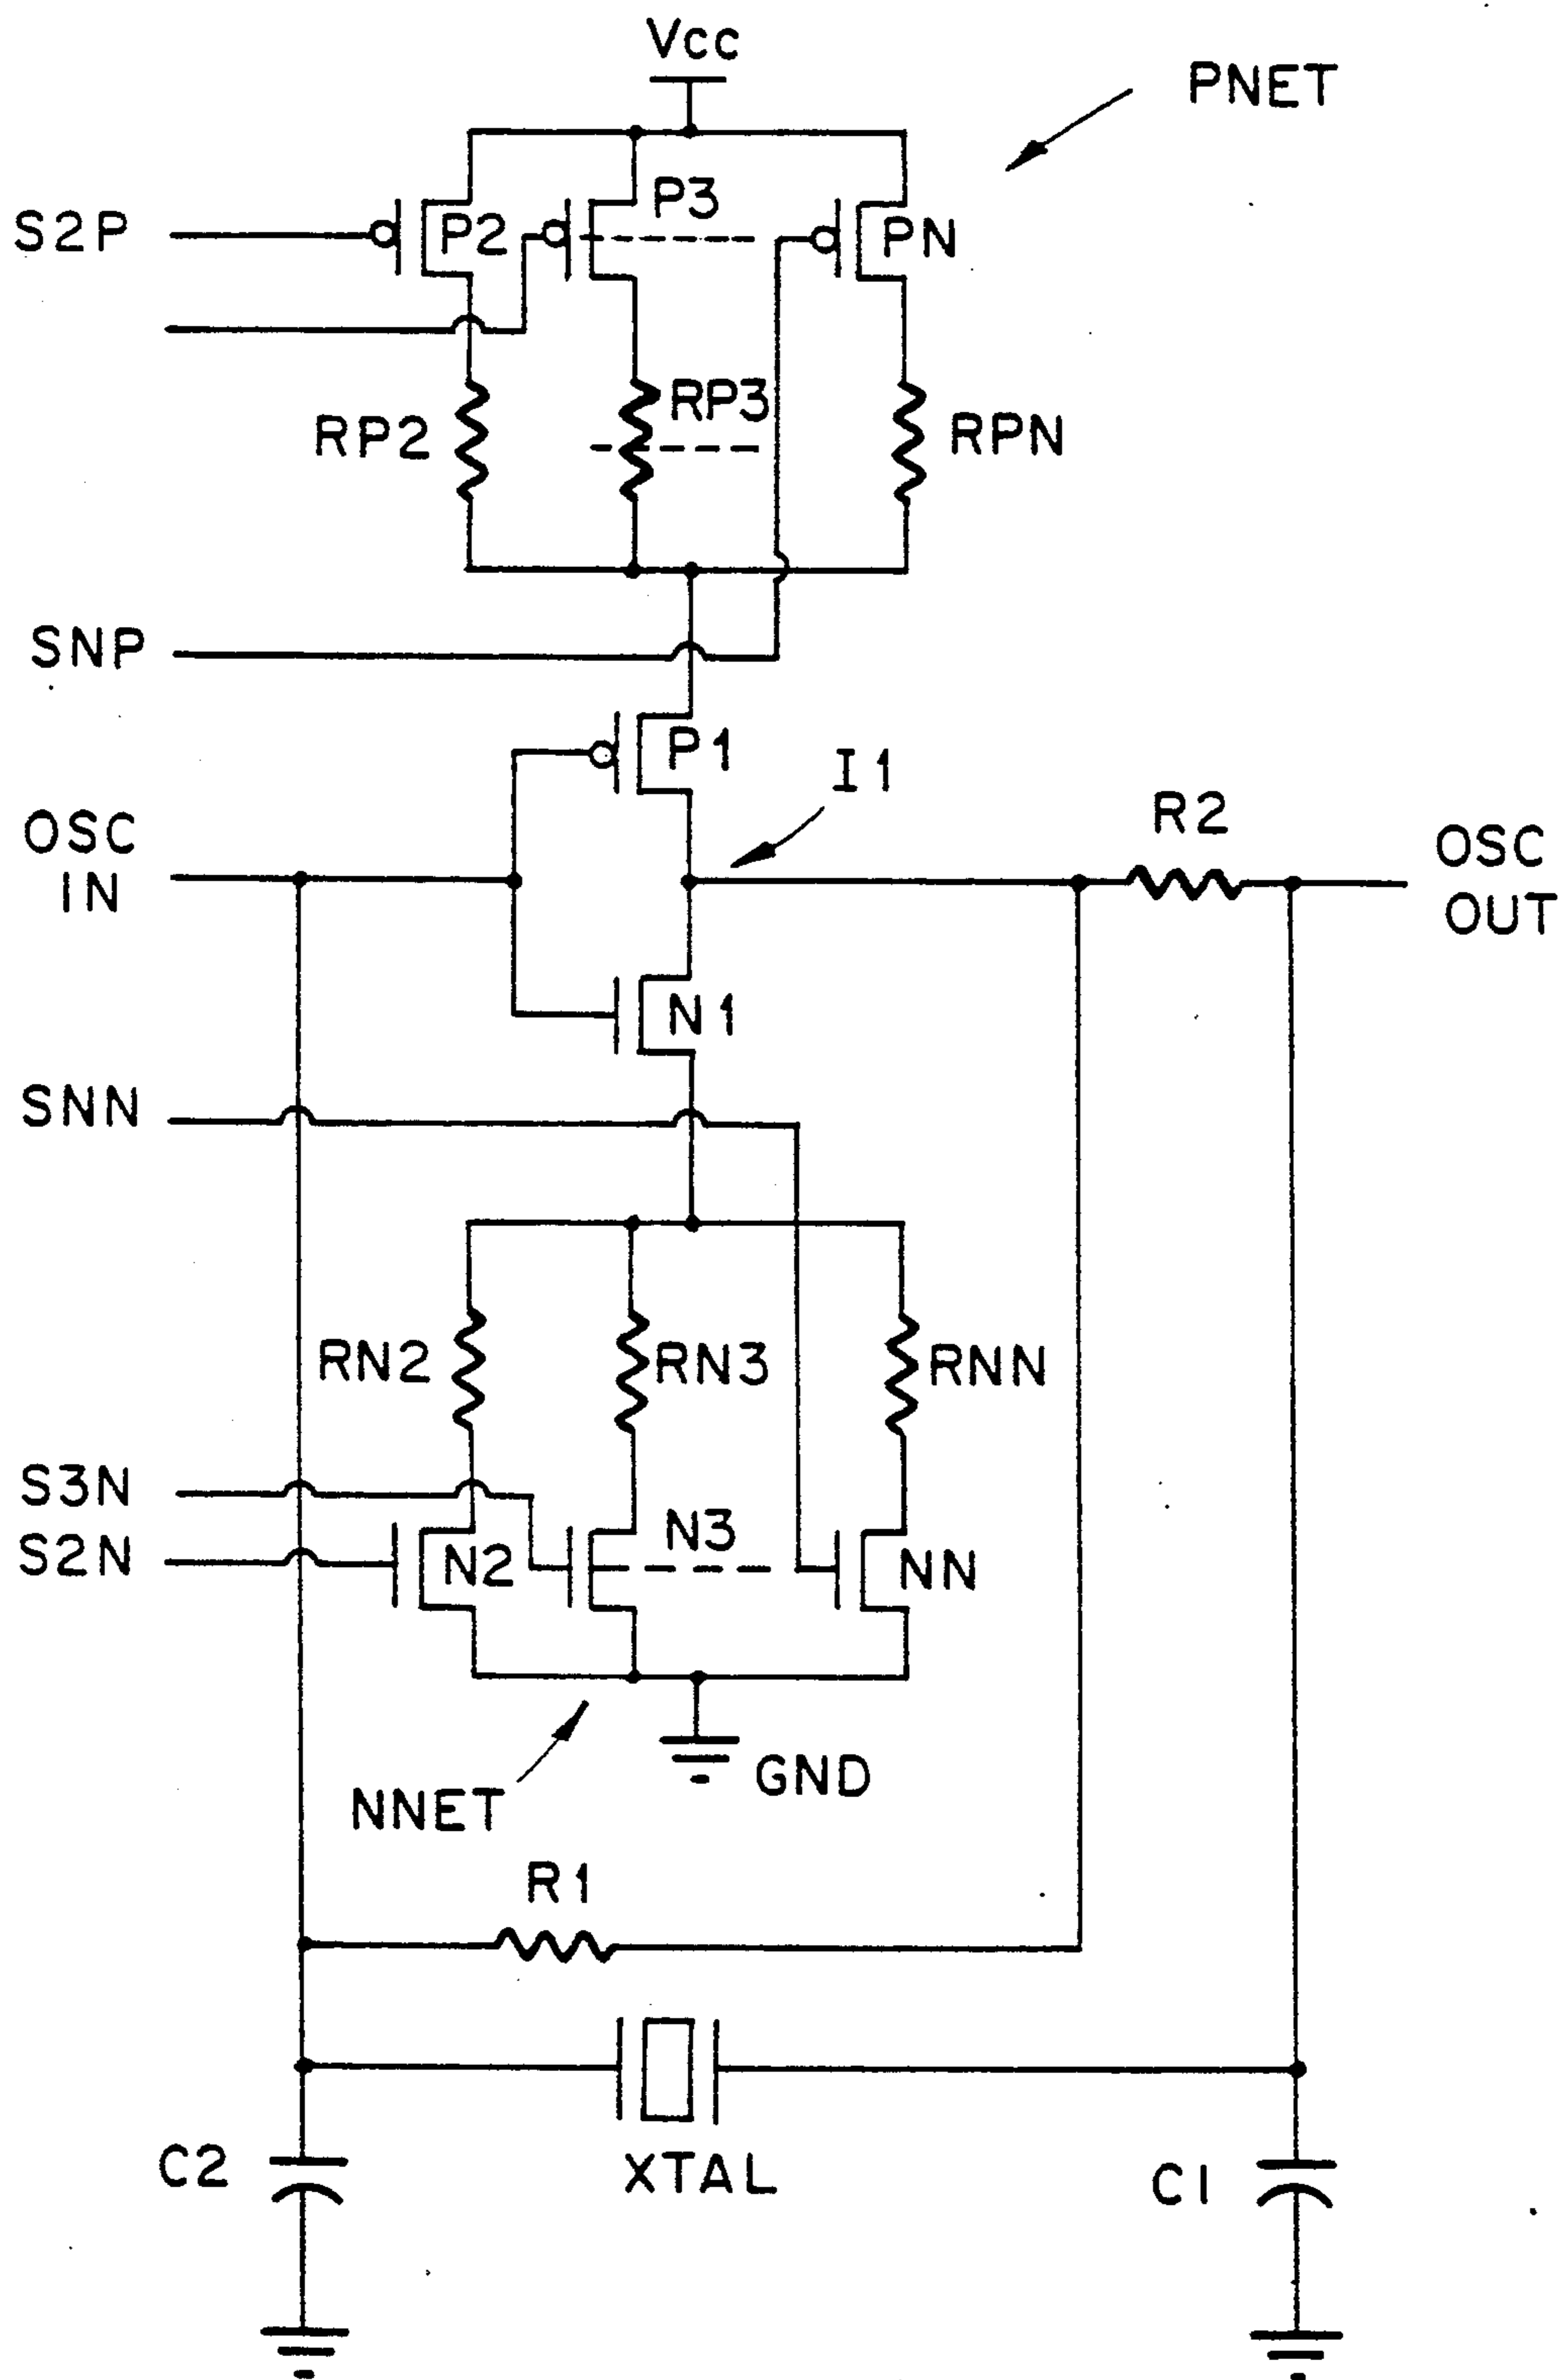 Vcc
PNET
S2P
P2
P3
PN
RP2
RP3
RPN
SNP
P1
I1
R2
OSC
IN
OSC
OUT
N1
SNN
RN2
RN3
RNN
S3N
S2N
N2
N3
NN
GND
NNET
R1
C2
XTAL
C1